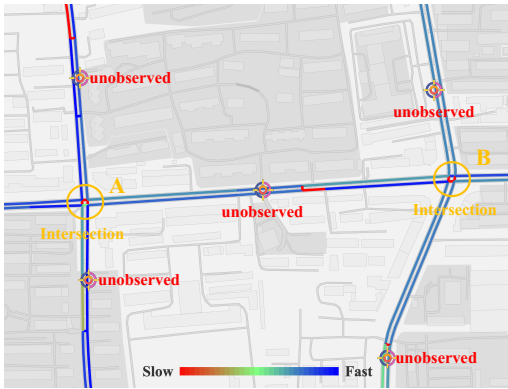 unobserved
unobserved
A
B
unobserved
Intersection
Intersection
unobserved
unobserved
Slow
Fast